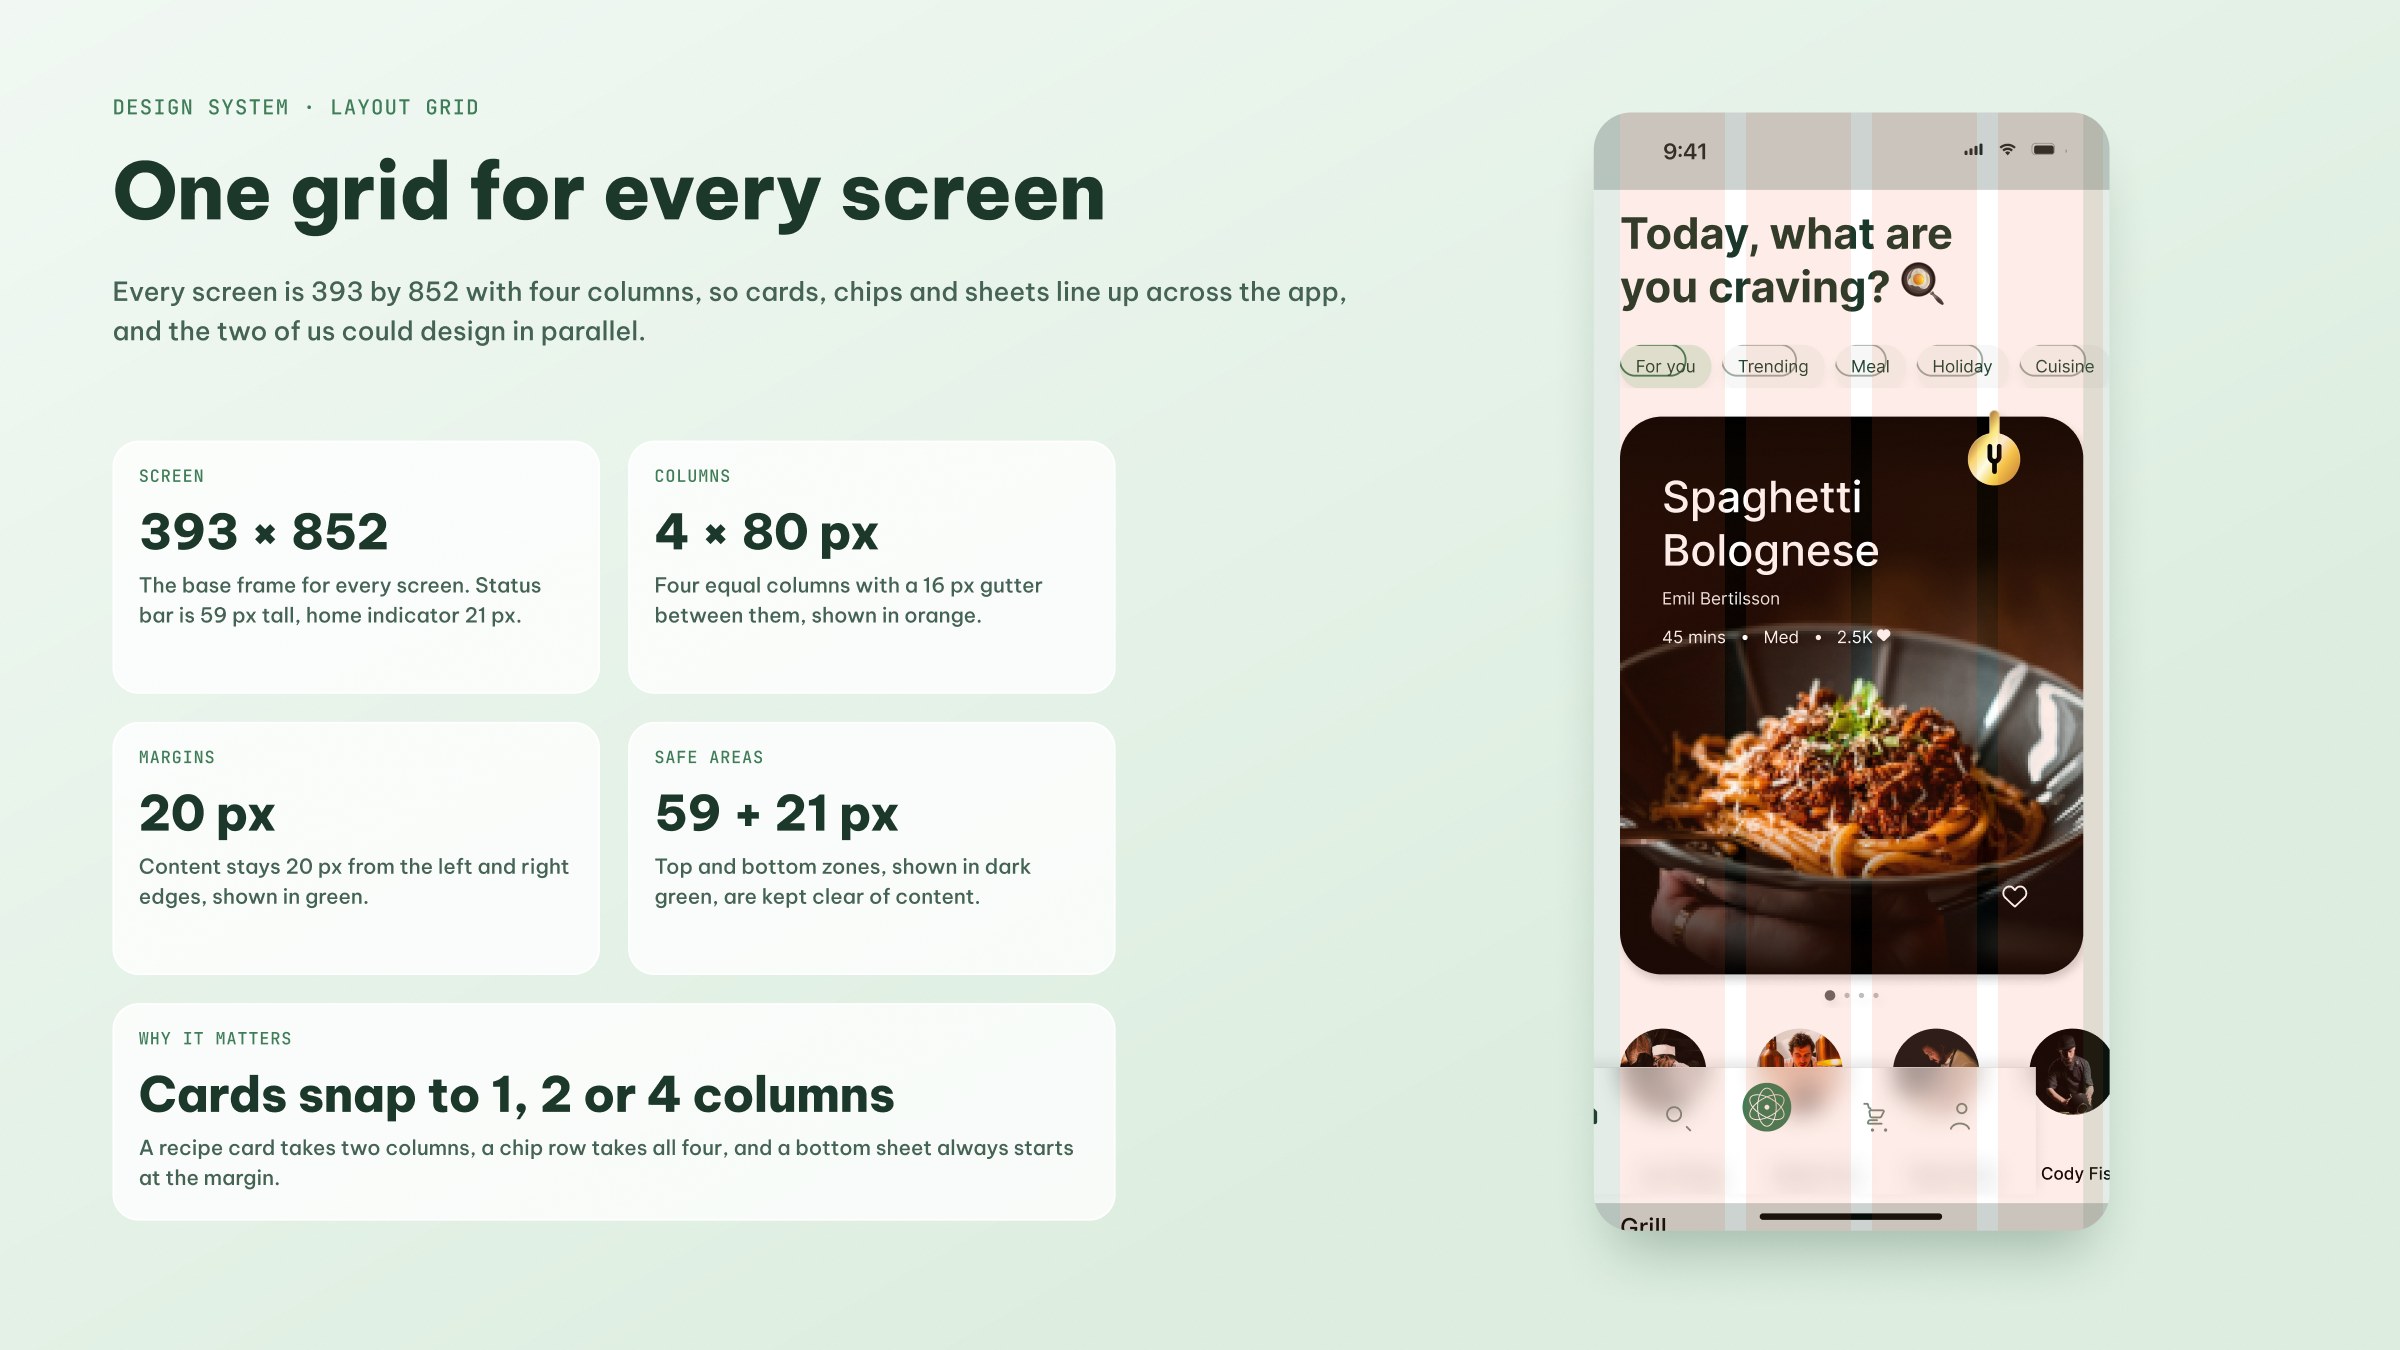 DESIGN SYSTEM · LAYOUT GRID
One grid for every screen
Every screen is 393 by 852 with four columns, so cards, chips and sheets line up across the app,
and the two of us could design in parallel.
SCREEN
393 × 852
The base frame for every screen. Status
bar is 59 px tall, home indicator 21 px.
COLUMNS
4 × 80 px
Four equal columns with a 16 px gutter
between them, shown in orange.
MARGINS
20 px
Content stays 20 px from the left and right
edges, shown in green.
SAFE AREAS
59 + 21 px
Top and bottom zones, shown in dark
green, are kept clear of content.
WHY IT MATTERS
Cards snap to 1, 2 or 4 columns
A recipe card takes two columns, a chip row takes all four, and a bottom sheet always starts
at the margin.
9:41
Today, what are
you craving?
For you Trending Meal Holiday Cuisine
Spaghetti
Bolognese
Emil Bertilsson
45 mins • Med • 2.5K
Cody Fis
Grill